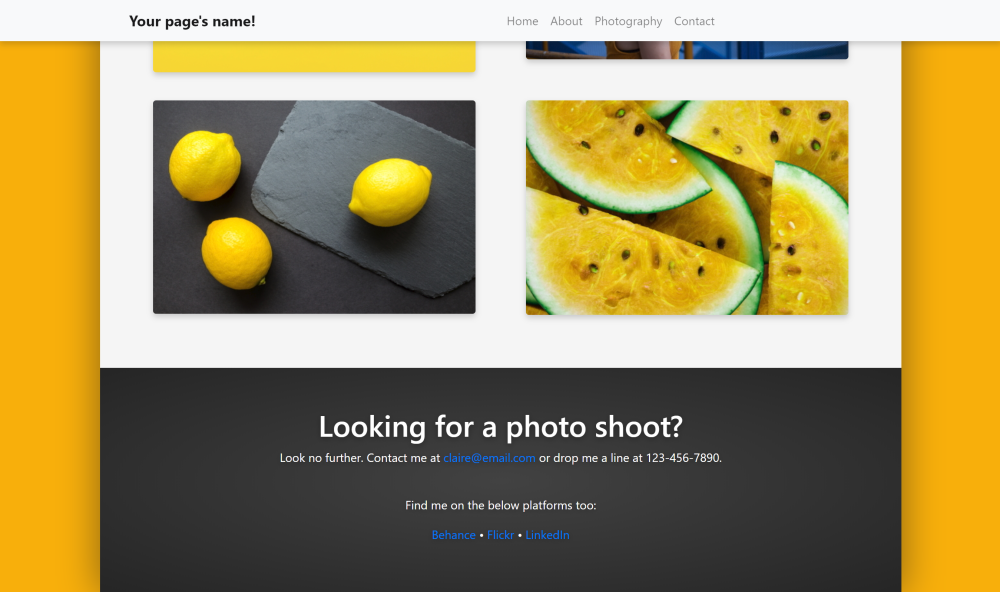 Your page's name!
Home About Photography Contact
Looking for a photo shoot?
Look no further. Contact me at claire@email.com or drop me a line at 123-456-7890.
Find me on the below platforms too:
Behance • Flickr • LinkedIn